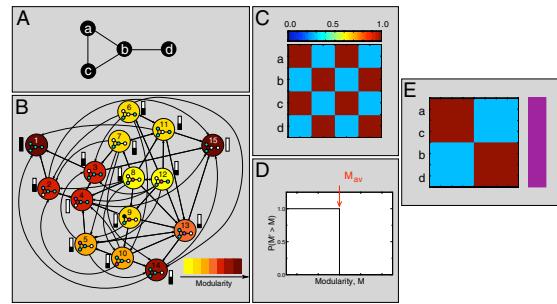 A
a
b
d
c
B
6
11
7
1
15
3
8
12
2
4
9
13
5
10
14
Modularity
C
0.0
0.5
1.0
a
b
c
d
D
M_av
1.0
0.5
0.0
P(M' > M)
Modularity, M
E
a
c
b
d